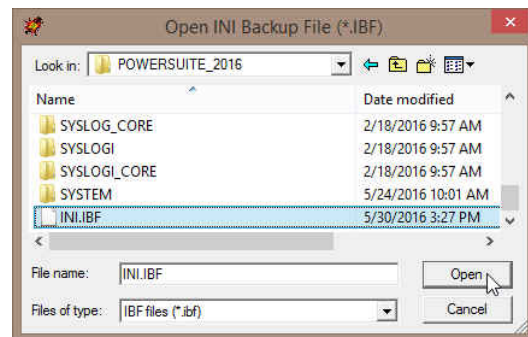 Open INI Backup File (*.IBF)
Look in: POWERSUITE_2016
Name Date modified
SYSLOG_CORE 2/18/2016 9:57 AM
SYSLOGI 2/18/2016 9:57 AM
SYSLOGI_CORE 2/18/2016 9:57 AM
SYSTEM 5/24/2016 10:01 AM
INI.IBF 5/30/2016 3:27 PM
File name: INI.IBF Open
Files of type: IBF files (*.ibf) Cancel